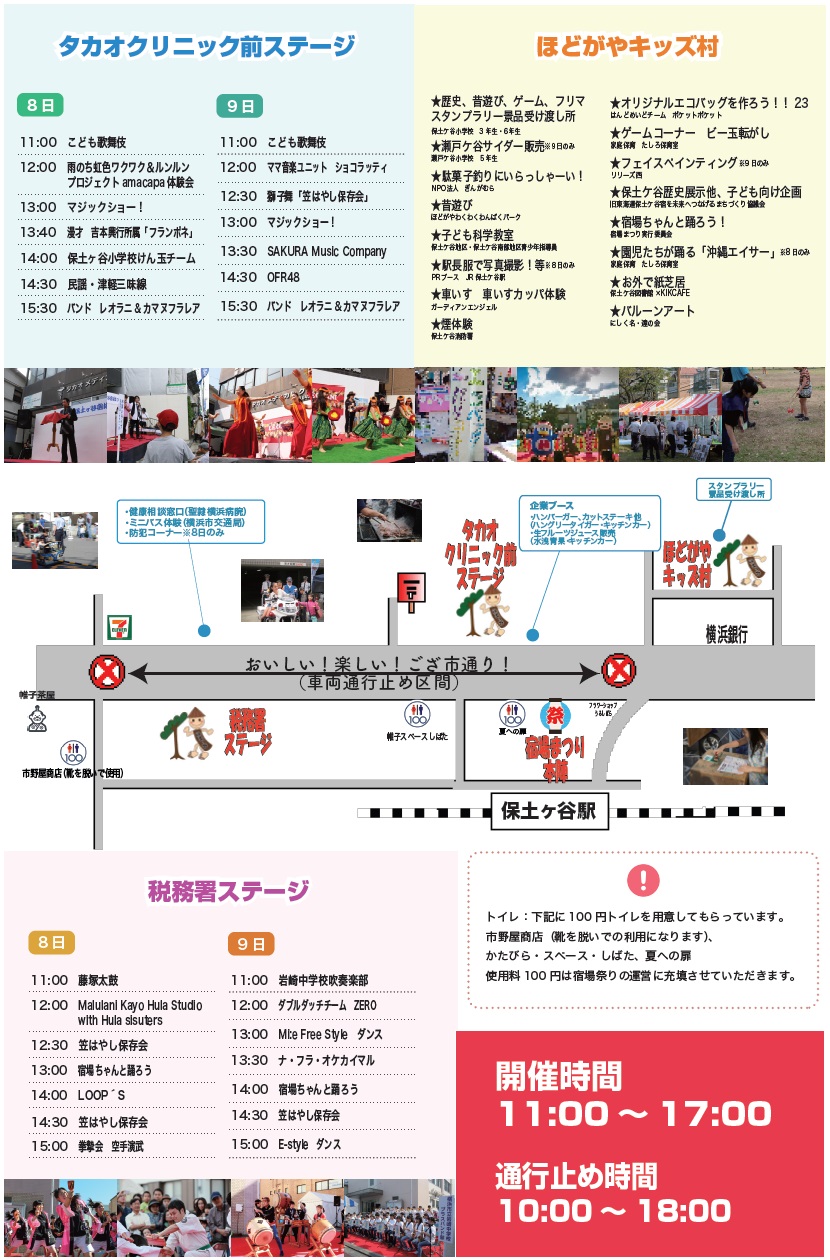 タカオクリニック前ステージ
8日
11:00 こども歌舞伎
12:00 雨のち虹色ワクワク＆ルンルン
プロジェクト amacapa 体験会
13:00 マジックショー！
13:40 漫才 吉本興行所属「フランポネ」
14:00 保土ヶ谷小学校けん玉チーム
14:30 民謡・津軽三味線
15:30 バンド レオラニ＆カマヌフラレア
9日
11:00 こども歌舞伎
12:00 ママ音楽ユニット ショコラッティ
12:30 獅子舞「笠はやし保存会」
13:00 マジックショー！
13:30 SAKURA Music Company
14:30 OFR48
15:30 バンド レオラニ＆カマヌフラレア
ほどがやキッズ村
★歴史、昔遊び、ゲーム、フリマ
スタンプラリー景品受け渡し所
保土ケ谷小学校 3年生・6年生
★瀬戸ケ谷サイダー販売※9日のみ
瀬戸ケ谷小学校 5年生
★駄菓子釣りにいらっしゃーい！
NPO法人 ぎんがむら
★昔遊び
ほどがやわくわくわんぱくパーク
★子ども科学教室
保土ケ谷地区・保土ケ谷南部地区青少年指導員
★駅長服で写真撮影！等※8日のみ
PRブース JR 保土ケ谷駅
★車いす 車いすカッパ体験
ガーディアンエンジェル
★煙体験
保土ケ谷消防署
★オリジナルエコバッグを作ろう！！ 23
はんどめいどチーム ポケットポケット
★ゲームコーナー ビー玉転がし
家庭保育 たしろ保育室
★フェイスペインティング※9日のみ
リリーズ西
★保土ケ谷歴史展示他、子ども向け企画
旧東海道保土ケ谷宿を未来へつなげるまちづくり協議会
★宿場ちゃんと踊ろう！
宿場まつり実行委員会
★園児たちが踊る「沖縄エイサー」※8日のみ
家庭保育 たしろ保育室
★お外で紙芝居
保土ケ谷図書館×KIKCAFE
★バルーンアート
にしく名・達の会
スタンプラリー
景品受け渡し所
・健康相談窓口(聖隷横浜病院)
・ミニバス体験(横浜市交通局)
・防犯コーナー※8日のみ
企業ブース
・ハンバーガー、カットステーキ他
(ハングリータイガー・キッチンカー)
・生フルーツジュース販売
(水浅青果・キッチンカー)
タカオ
クリニック前
ステージ
ほどがや
キッズ村
横浜銀行
おいしい！楽しい！ござ市通り！
(車両通行止め区間)
帷子茶屋
税務署
ステージ
100
帷子スペースしばた
100
夏への扉
祭
宿場まつり
本陣
フラワーショップ
うるしばら
100
市野屋商店(靴を脱いで使用)
保土ヶ谷駅
税務署ステージ
8日
11:00 藤塚太鼓
12:00 Malulani Kayo Hula Studio
with Hula sisuters
12:30 笠はやし保存会
13:00 宿場ちゃんと踊ろう
14:00 LOOP´S
14:30 笠はやし保存会
15:00 拳撃会 空手演武
9日
11:00 岩崎中学校吹奏楽部
12:00 ダブルダッチチーム ZERO
13:00 Mite Free Style ダンス
13:30 ナ・フラ・オケカイマル
14:00 宿場ちゃんと踊ろう
14:30 笠はやし保存会
15:00 E-style ダンス
!
トイレ：下記に100円トイレを用意してもらっています。
市野屋商店（靴を脱いでの利用になります）、
かたびら・スペース・しばた、夏への扉
使用料100円は宿場祭りの運営に充填させていただきます。
開催時間
11:00 〜 17:00
通行止め時間
10:00 〜 18:00